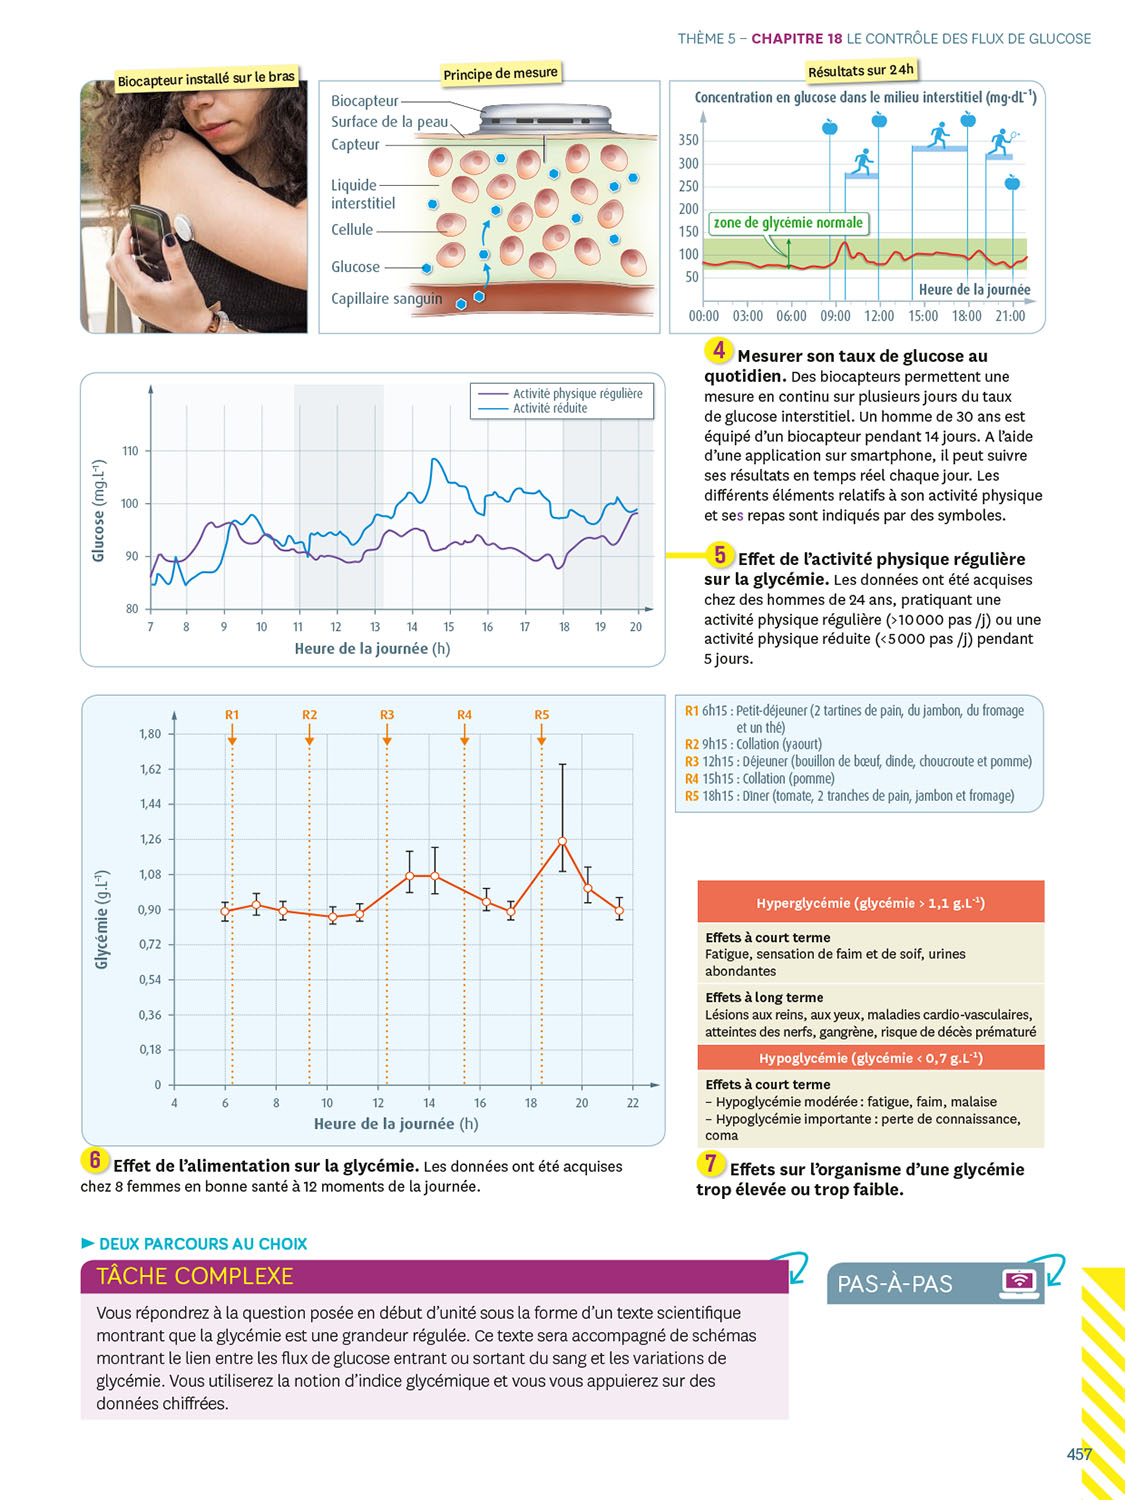 THÈME 5 – CHAPITRE 18 LE CONTRÔLE DES FLUX DE GLUCOSE
Biocapteur installé sur le bras
Principe de mesure
Biocapteur
Surface de la peau
Capteur
Liquide
interstitiel
Cellule
Glucose
Capillaire sanguin
Résultats sur 24h
Concentration en glucose dans le milieu interstitiel (mg·dL⁻¹)
350
300
250
200
150
100
50
zone de glycémie normale
Heure de la journée
00:00 03:00 06:00 09:00 12:00 15:00 18:00 21:00
4 Mesurer son taux de glucose au
quotidien. Des biocapteurs permettent une
mesure en continu sur plusieurs jours du taux
de glucose interstitiel. Un homme de 30 ans est
équipé d’un biocapteur pendant 14 jours. A l’aide
d’une application sur smartphone, il peut suivre
ses résultats en temps réel chaque jour. Les
différents éléments relatifs à son activité physique
et ses repas sont indiqués par des symboles.
Activité physique régulière
Activité réduite
Glucose (mg.l⁻¹)
110
100
90
80
7 8 9 10 11 12 13 14 15 16 17 18 19 20
Heure de la journée (h)
5 Effet de l’activité physique régulière
sur la glycémie. Les données ont été acquises
chez des hommes de 24 ans, pratiquant une
activité physique régulière (>10 000 pas /j) ou une
activité physique réduite (<5 000 pas /j) pendant
5 jours.
R1 R2 R3 R4 R5
Glycémie (g.L⁻¹)
1,80
1,62
1,44
1,26
1,08
0,90
0,72
0,54
0,36
0,18
0
4 6 8 10 12 14 16 18 20 22
Heure de la journée (h)
R1 6h15 : Petit-déjeuner (2 tartines de pain, du jambon, du fromage
et un thé)
R2 9h15 : Collation (yaourt)
R3 12h15 : Déjeuner (bouillon de bœuf, dinde, choucroute et pomme)
R4 15h15 : Collation (pomme)
R5 18h15 : Dîner (tomate, 2 tranches de pain, jambon et fromage)
6 Effet de l’alimentation sur la glycémie. Les données ont été acquises
chez 8 femmes en bonne santé à 12 moments de la journée.
Hyperglycémie (glycémie > 1,1 g.L⁻¹)
Effets à court terme
Fatigue, sensation de faim et de soif, urines
abondantes
Effets à long terme
Lésions aux reins, aux yeux, maladies cardio-vasculaires,
atteintes des nerfs, gangrène, risque de décès prématuré
Hypoglycémie (glycémie < 0,7 g.L⁻¹)
Effets à court terme
– Hypoglycémie modérée : fatigue, faim, malaise
– Hypoglycémie importante : perte de connaissance,
coma
7 Effets sur l’organisme d’une glycémie
trop élevée ou trop faible.
► DEUX PARCOURS AU CHOIX
TÂCHE COMPLEXE
Vous répondrez à la question posée en début d’unité sous la forme d’un texte scientifique
montrant que la glycémie est une grandeur régulée. Ce texte sera accompagné de schémas
montrant le lien entre les flux de glucose entrant ou sortant du sang et les variations de
glycémie. Vous utiliserez la notion d’indice glycémique et vous vous appuierez sur des
données chiffrées.
PAS-À-PAS
457